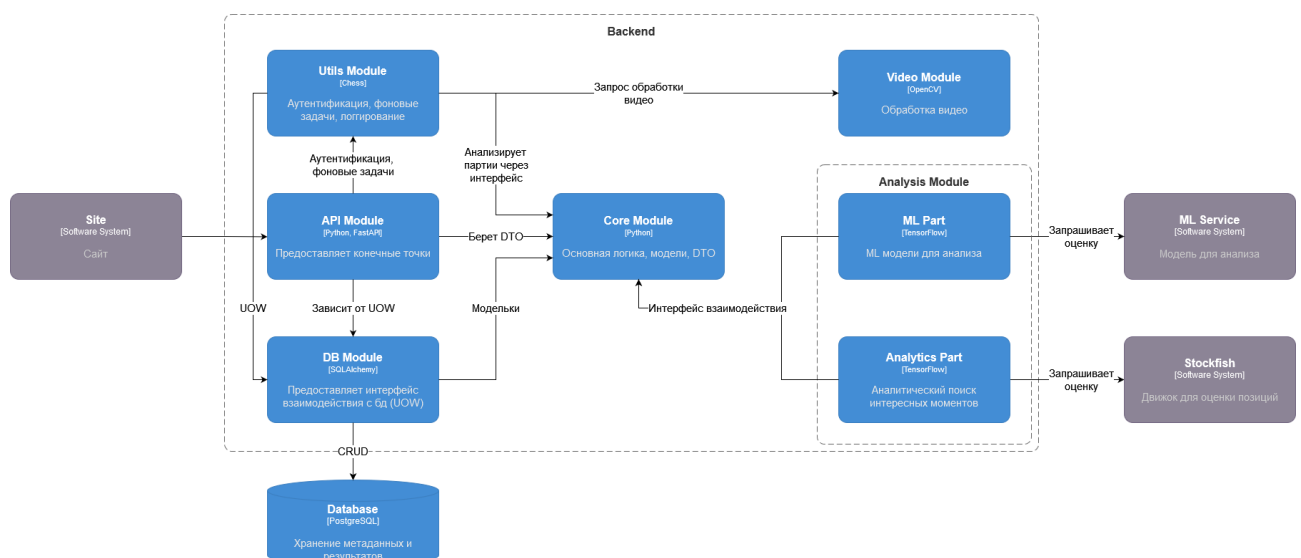 Backend
Utils Module
[Chess]
Аутентификация, фоновые
задачи, логгирование
Запрос обработки
видео
Video Module
[OpenCV]
Обработка видео
Аутентификация,
фоновые задачи
Анализирует
партии через
интерфейс
Analysis Module
Site
[Software System]
Сайт
API Module
[Python, FastAPI]
Предоставляет конечные точки
Берет DTO
Core Module
[Python]
Основная логика, модели, DTO
ML Part
[TensorFlow]
ML модели для анализа
Запрашивает
оценку
ML Service
[Software System]
Модель для анализа
UOW
Зависит от UOW
Модельки
Интерфейс взаимодействия
DB Module
[SQLAlchemy]
Предоставляет интерфейс
взаимодействия с бд (UOW)
Analytics Part
[TensorFlow]
Аналитический поиск
интересных моментов
Запрашивает
оценку
Stockfish
[Software System]
Движок для оценки позиций
CRUD
Database
[PostgreSQL]
Хранение метаданных и
результатов